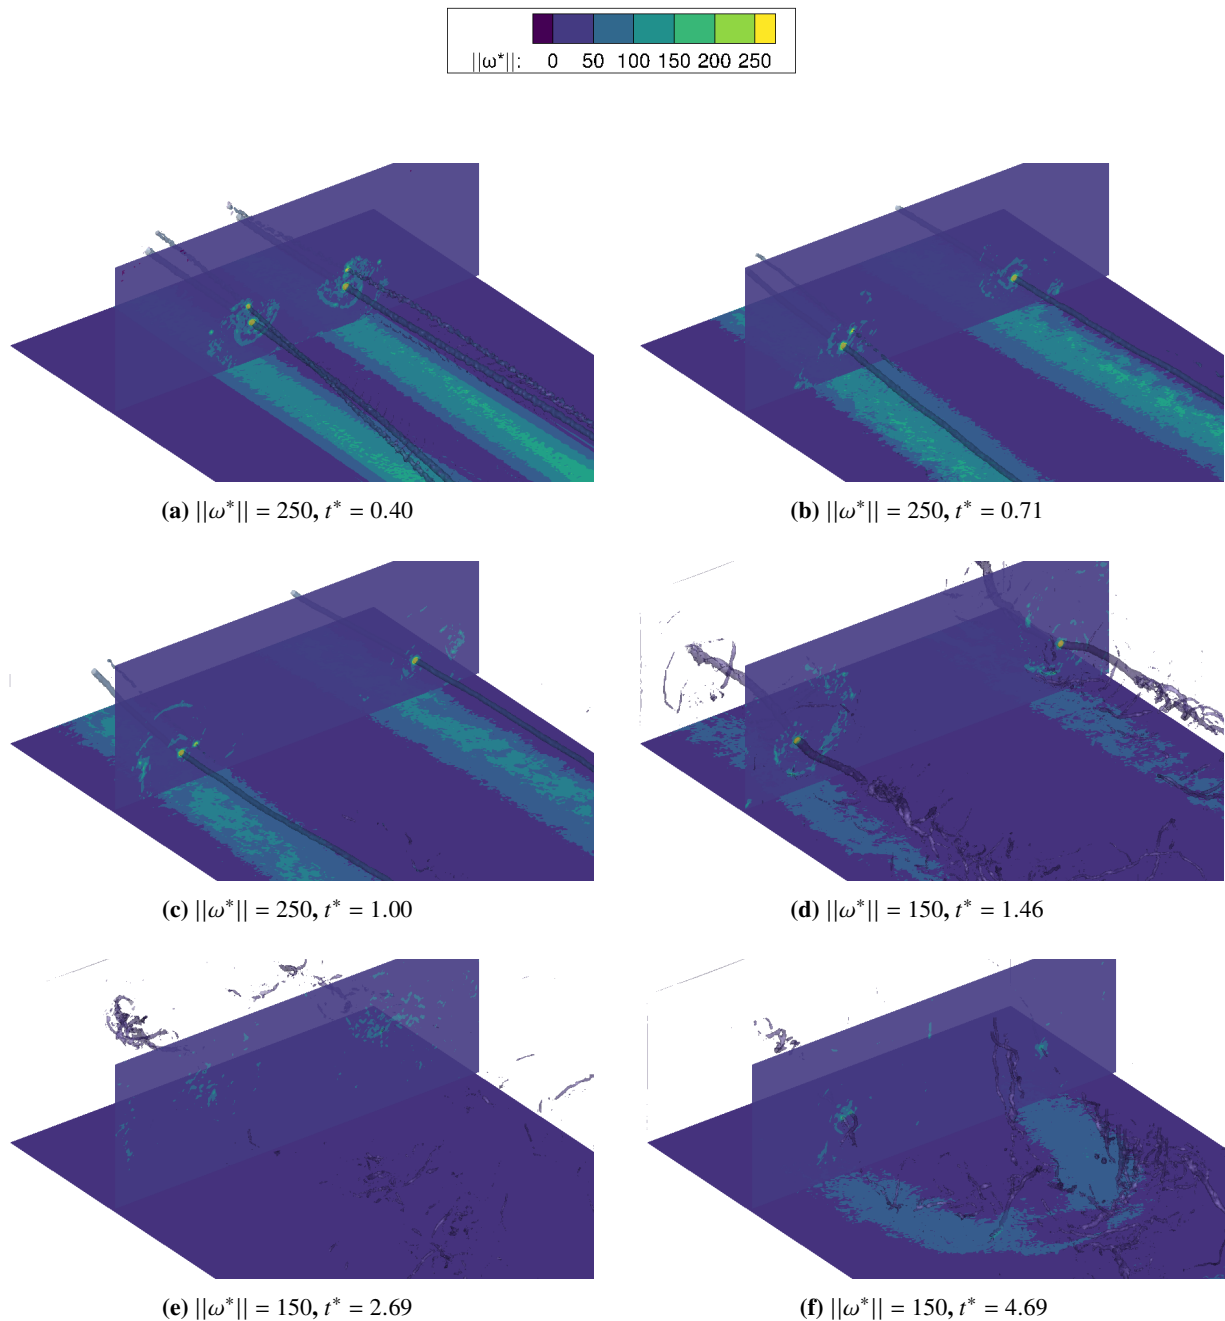 ||ω*||: 0 50 100 150 200 250
(a) ||ω*|| = 250, t* = 0.40
(b) ||ω*|| = 250, t* = 0.71
(c) ||ω*|| = 250, t* = 1.00
(d) ||ω*|| = 150, t* = 1.46
(e) ||ω*|| = 150, t* = 2.69
(f) ||ω*|| = 150, t* = 4.69